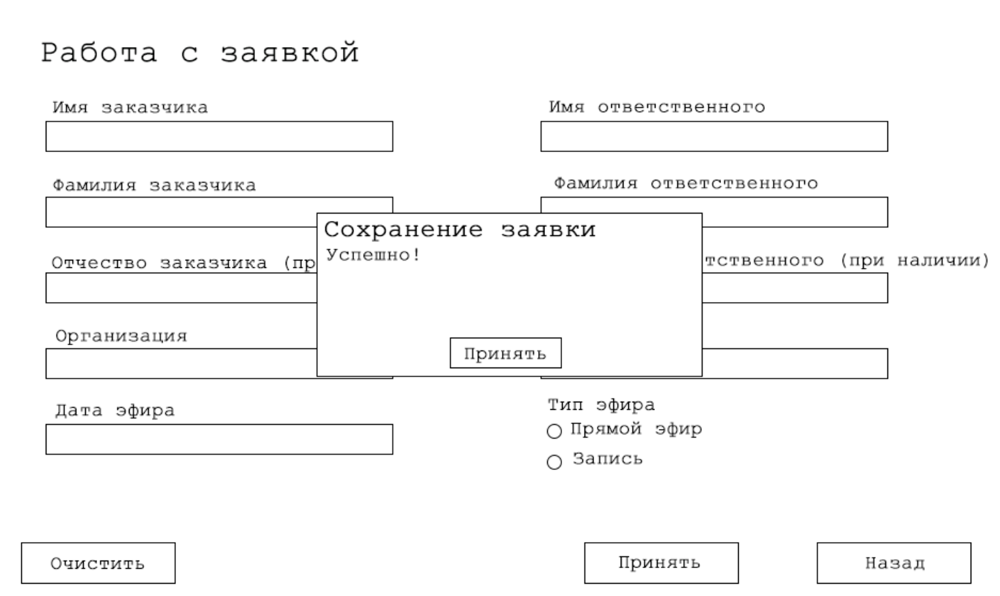 Работа с заявкой
Имя заказчика
Имя ответственного
Фамилия заказчика
Фамилия ответственного
Сохранение заявки
Успешно!
Отчество заказчика (пр
тственного (при наличии)
Организация
Принять
Дата эфира
Тип эфира
Прямой эфир
Запись
Очистить
Принять
Назад